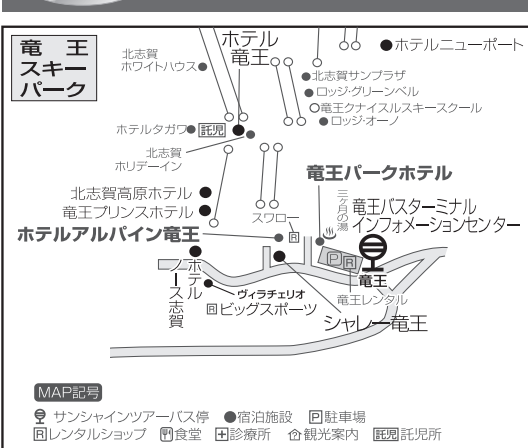 竜王
スキー
パーク
北志賀
ホワイトハウス
ホテル
竜王
ホテルニューポート
北志賀サンプラザ
ロッジ・グリーンベル
竜王クナイスルスキースクール
ロッジ・オーノ
ホテルタガワ 託児
北志賀
ホリデーイン
竜王パークホテル
北志賀高原ホテル
竜王プリンスホテル
スワロー
R
三ヶ月の湯
竜王バスターミナル
インフォメーションセンター
ホテルアルパイン竜王
P R
竜王
竜王レンタル
ホテル
ノース志賀
ヴィラチェリオ
R ビッグスポーツ
シャレー竜王
MAP記号
サンシャインツアーバス停 ●宿泊施設 P駐車場
Rレンタルショップ 食堂 診療所 観光案内 託児託児所